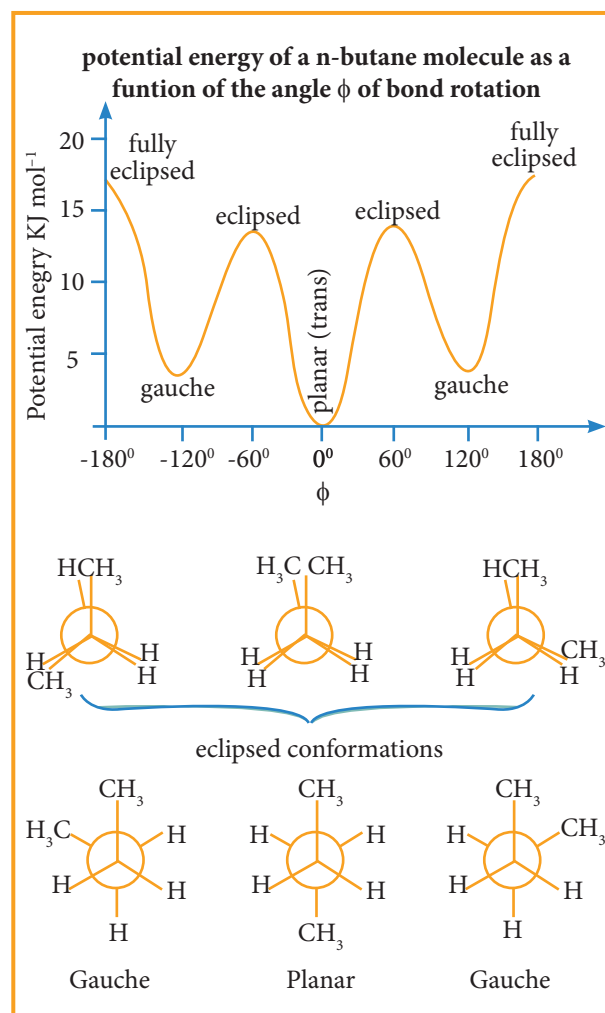 potential energy of a n-butane molecule as a
funtion of the angle ϕ of bond rotation
Potential enegry KJ mol⁻¹
20
15
10
5
fully
eclipsed
eclipsed
eclipsed
fully
eclipsed
gauche
planar (trans)
gauche
-180⁰ -120⁰ -60⁰ 0⁰ 60⁰ 120⁰ 180⁰
ϕ
HCH₃ H₃C CH₃ HCH₃
H H H H CH₃
CH₃ H H H H H
eclipsed conformations
CH₃ CH₃ CH₃
H₃C H H H H CH₃
H H H H H H
H CH₃ H
Gauche Planar Gauche